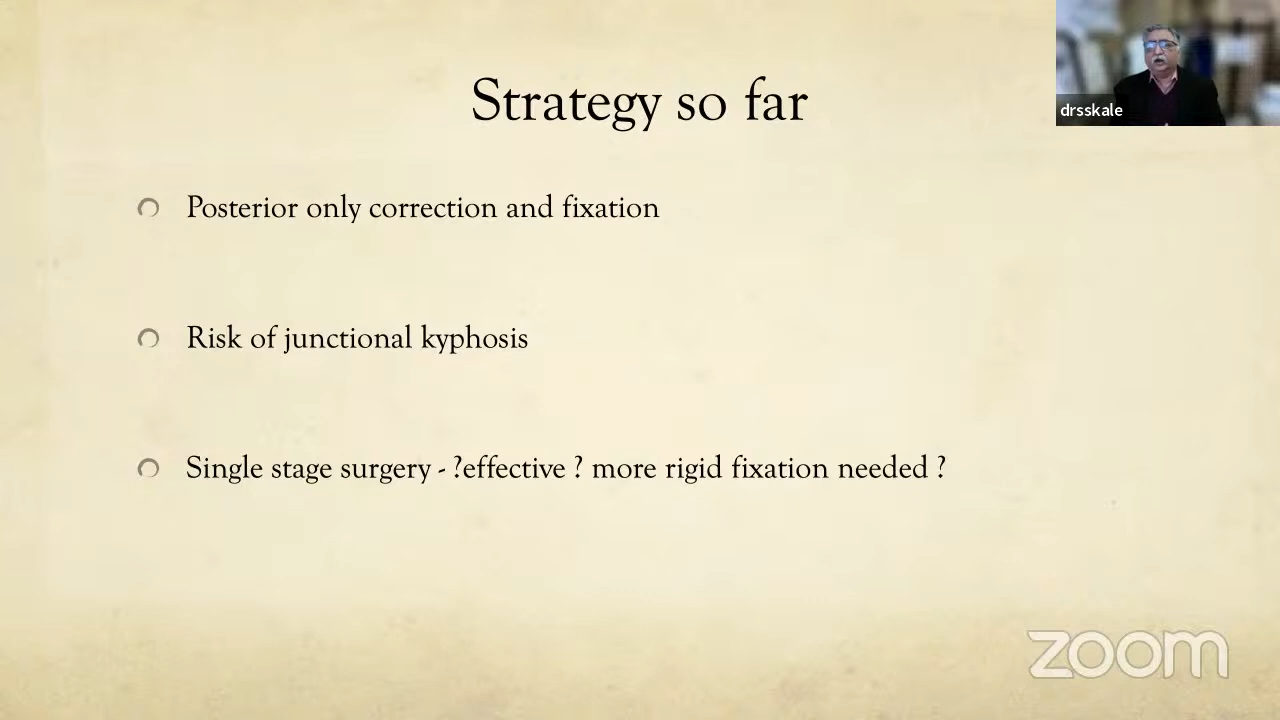 Strategy so far
drsskale
Posterior only correction and fixation
Risk of junctional kyphosis
Single stage surgery - ?effective ? more rigid fixation needed ?
zoom